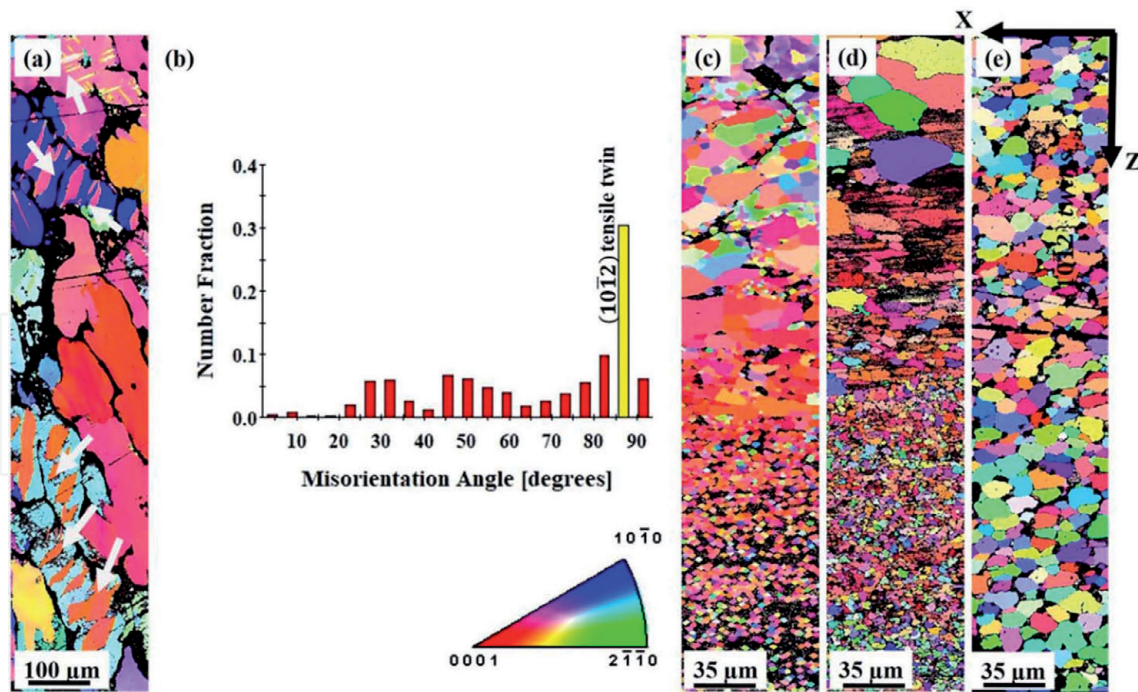 X
(a)
(b)
(c)
(d)
(e)
Z
0.4
0.3
0.2
0.1
0.0
Number Fraction
(101̄2) tensile twin
10 20 30 40 50 60 70 80 90
Misorientation Angle [degrees]
101̄0
0001
21̄1̄0
100 µm
35 µm
35 µm
35 µm